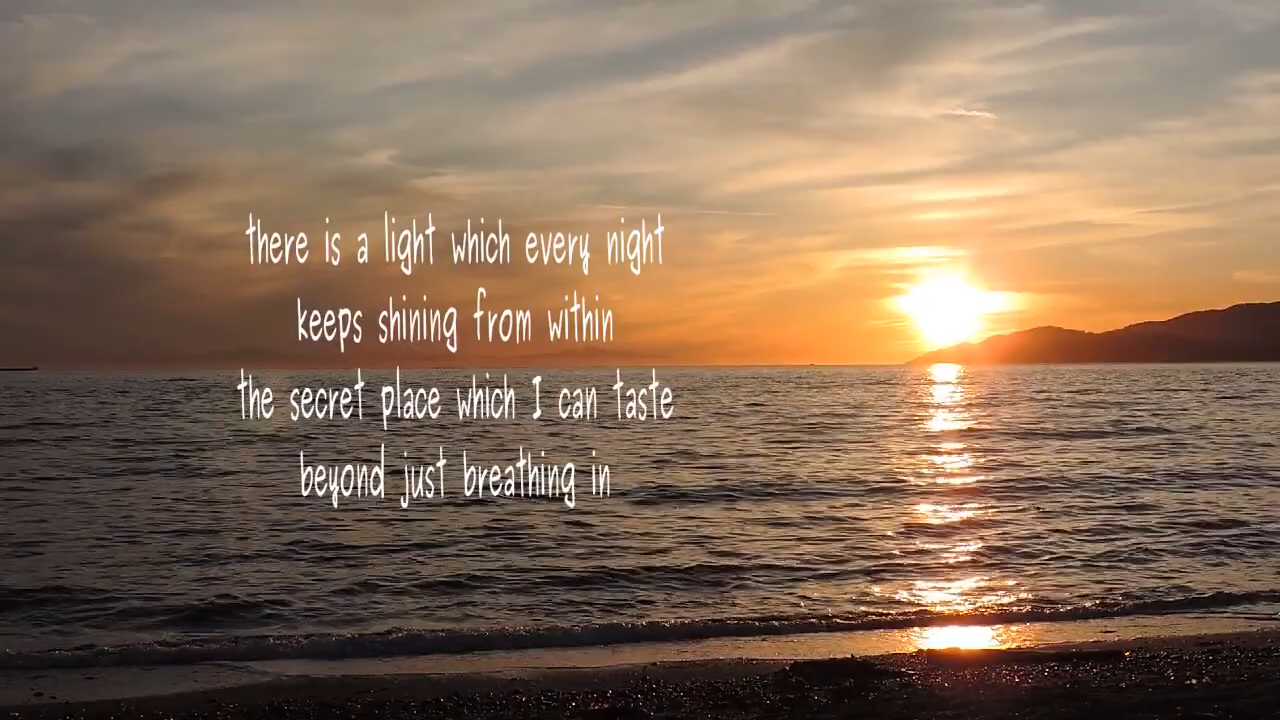 there is a light which every night
keeps shining from within
the secret place which I can taste
beyond just breathing in